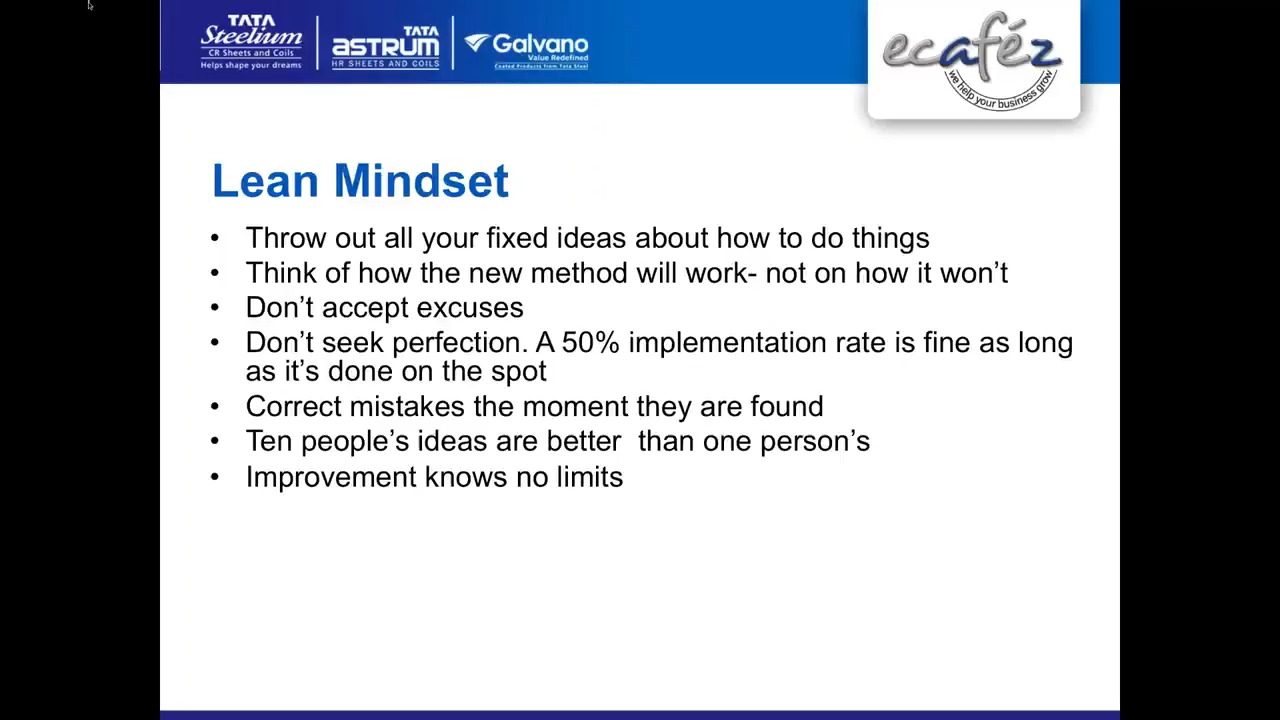 TATA
Steelium
CR Sheets and Coils
Helps shape your dreams
TATA
ASTRUM
HR SHEETS AND COILS
Galvano
Value Redefined
Coated Products from Tata Steel
ecaféz
we help your business grow
Lean Mindset
• Throw out all your fixed ideas about how to do things
• Think of how the new method will work- not on how it won’t
• Don’t accept excuses
• Don’t seek perfection. A 50% implementation rate is fine as long
as it’s done on the spot
• Correct mistakes the moment they are found
• Ten people’s ideas are better  than one person’s
• Improvement knows no limits